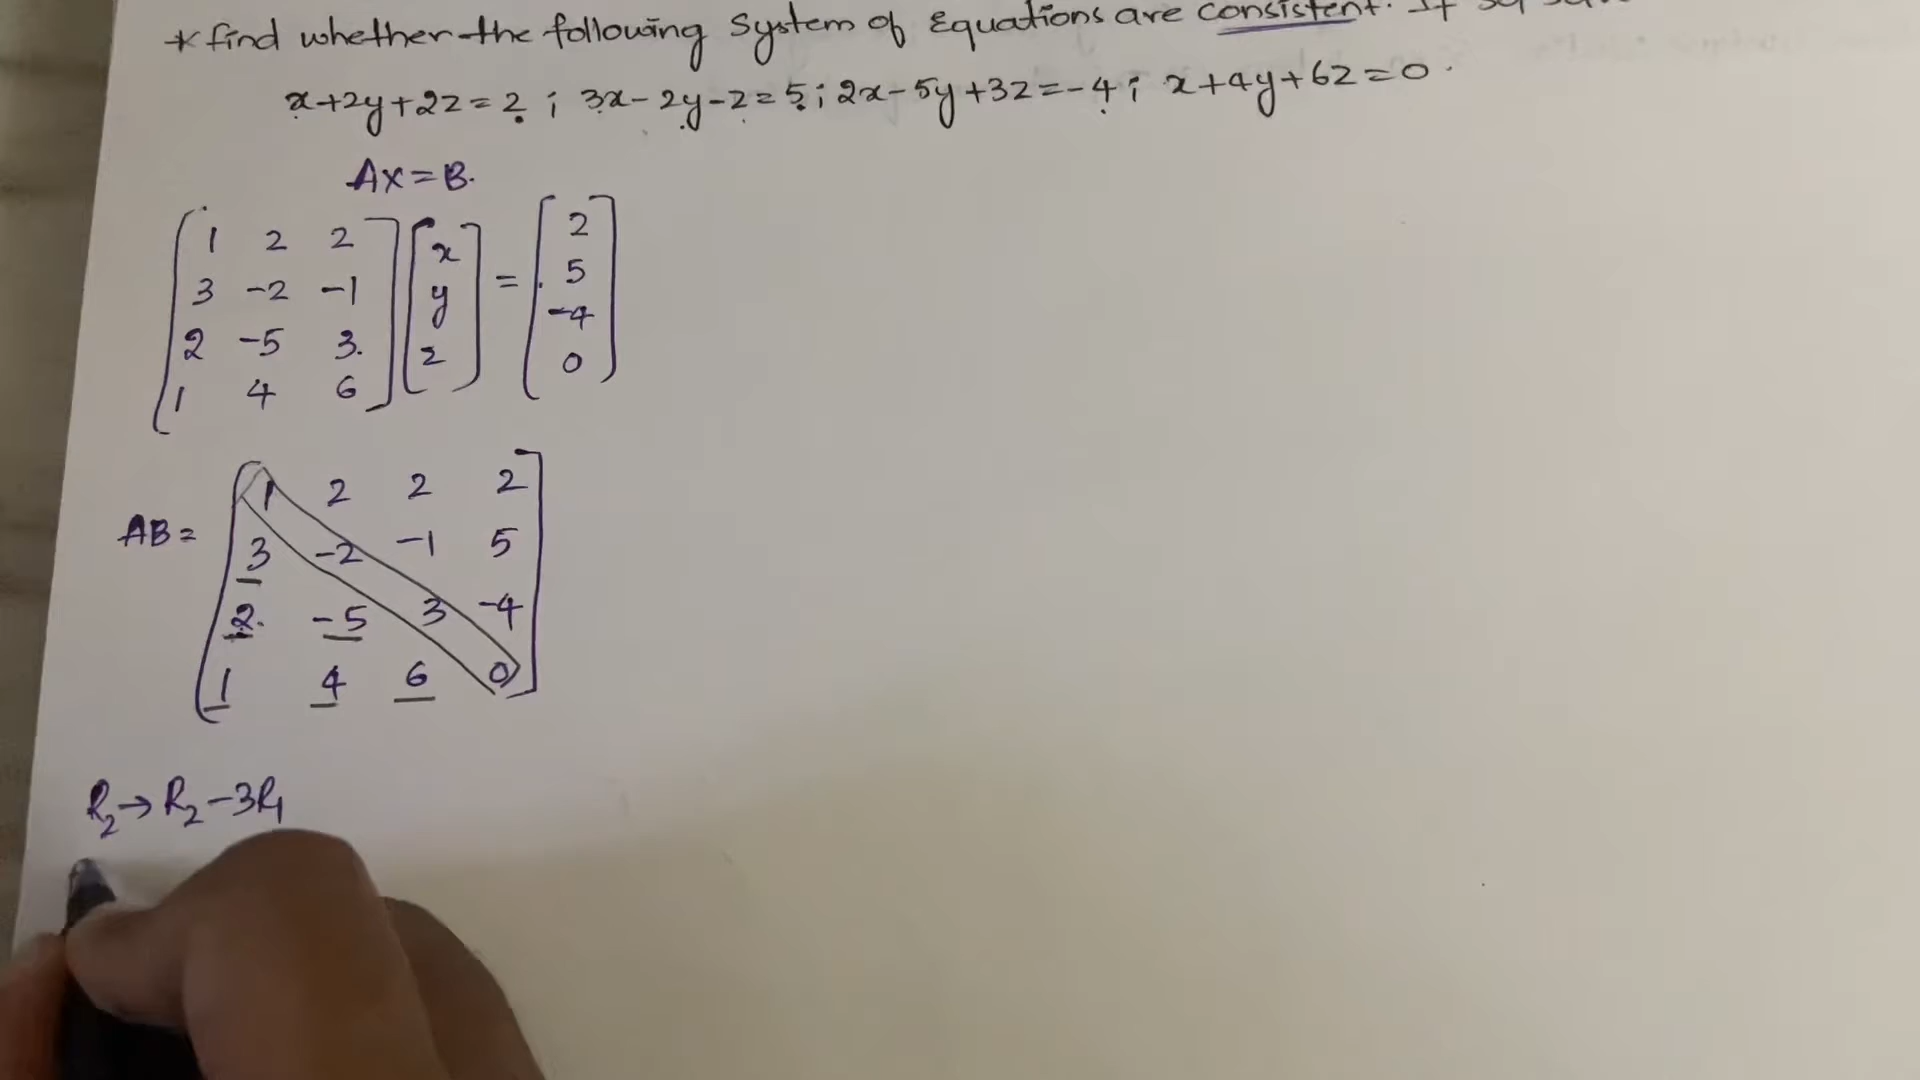 * find whether the following System of Equations are consistent. If so
x+2y+2z=2 ; 3x-2y-z=5 ; 2x-5y+3z=-4 ; x+4y+6z=0.
AX=B.
[1 2 2] [x] = [2]
[3 -2 -1] [y] [5]
[2 -5 3] [z] [-4]
[1 4 6] [0]
AB= [1 2 2 2]
[3 -2 -1 5]
[2 -5 3 -4]
[1 4 6 0]
R₂→R₂-3R₁